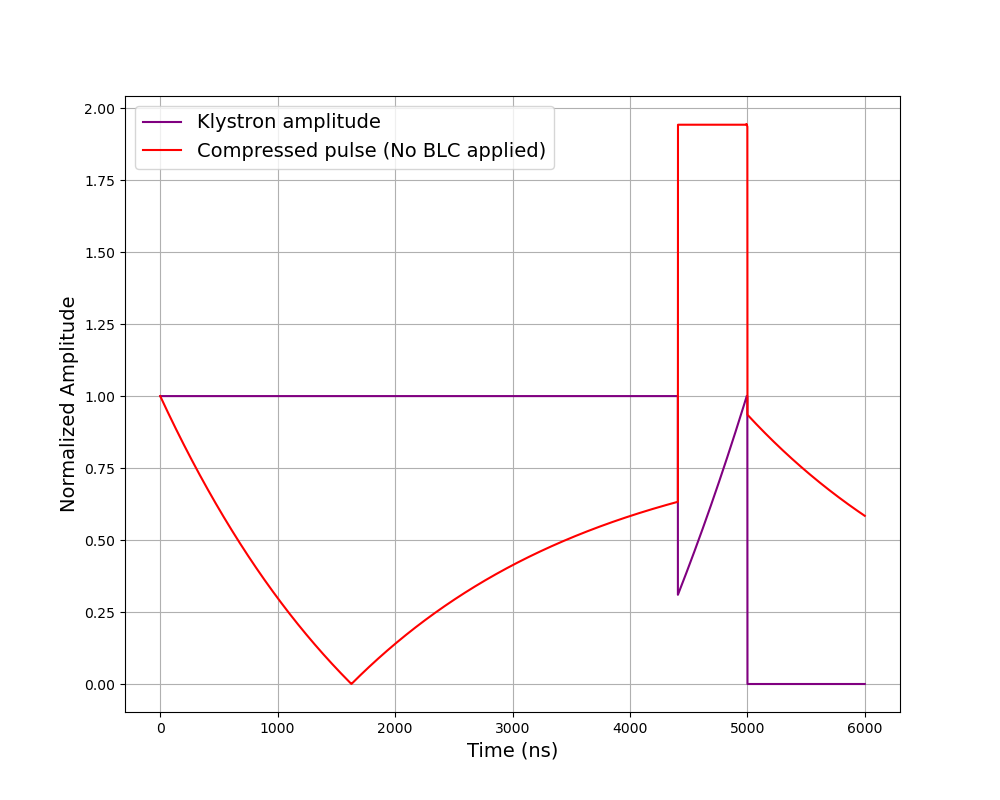 Klystron amplitude
Compressed pulse (No BLC applied)
2.00
1.75
1.50
1.25
1.00
0.75
0.50
0.25
0.00
Normalized Amplitude
0 1000 2000 3000 4000 5000 6000
Time (ns)